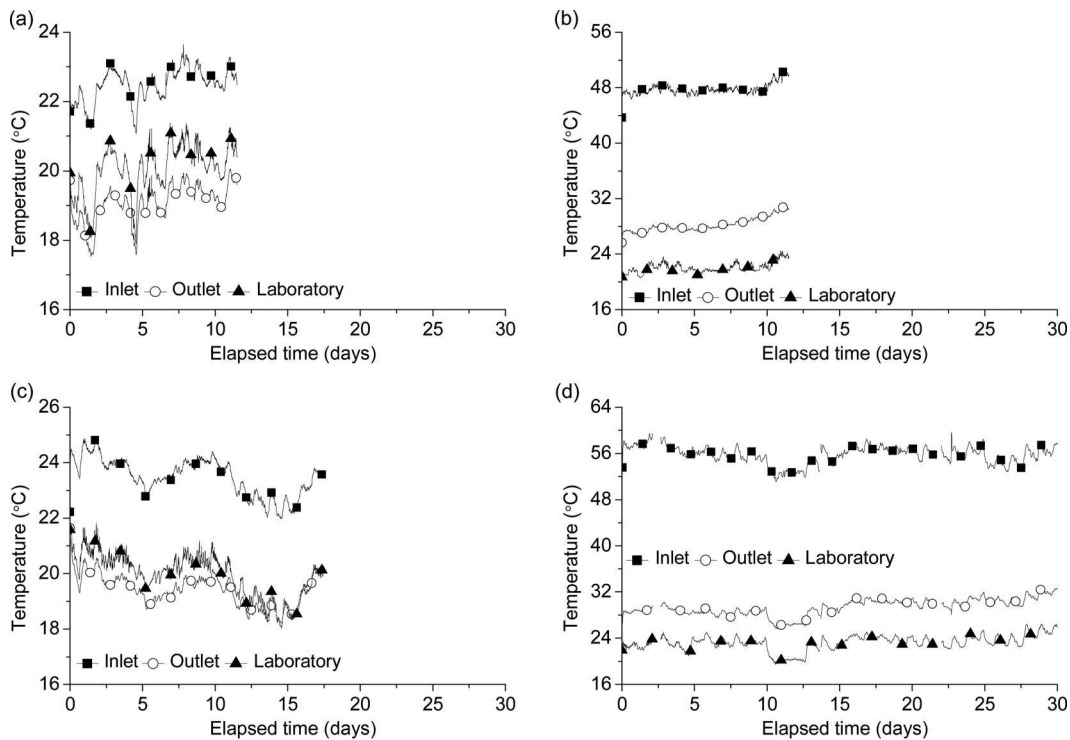 (a)
24
22
20
18
16
Temperature (°C)
Inlet Outlet Laboratory
0 5 10 15 20 25 30
Elapsed time (days)
(b)
56
48
40
32
24
16
Temperature (°C)
Inlet Outlet Laboratory
0 5 10 15 20 25 30
Elapsed time (days)
(c)
26
24
22
20
18
16
Temperature (°C)
Inlet Outlet Laboratory
0 5 10 15 20 25 30
Elapsed time (days)
(d)
64
56
48
40
32
24
16
Temperature (°C)
Inlet Outlet Laboratory
0 5 10 15 20 25 30
Elapsed time (days)